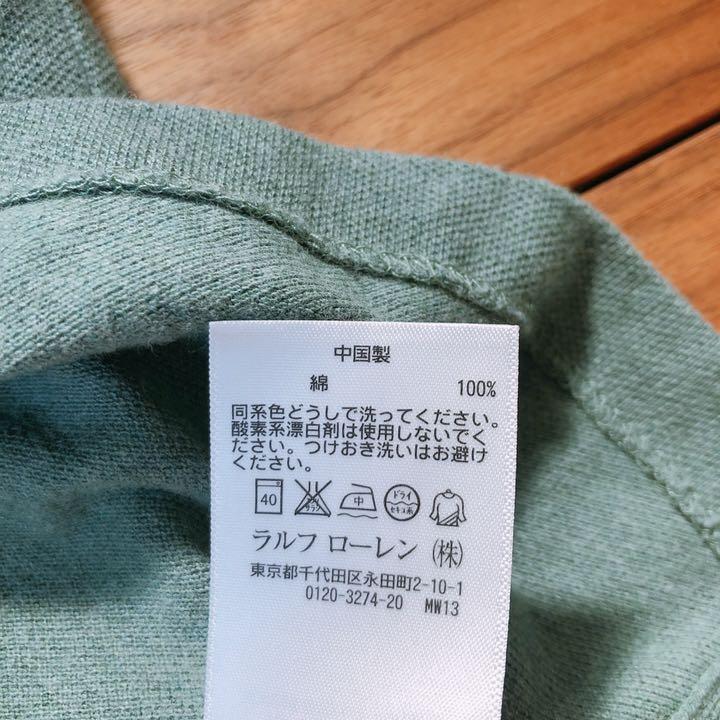 中国製
綿 100%
同系色どうしで洗ってください。
酸素系漂白剤は使用しないでく
ださい。つけおき洗いはお避け
ください。
40 中 ドライ セキユ系
ラルフ ローレン (株)
東京都千代田区永田町2-10-1
0120-3274-20 MW13